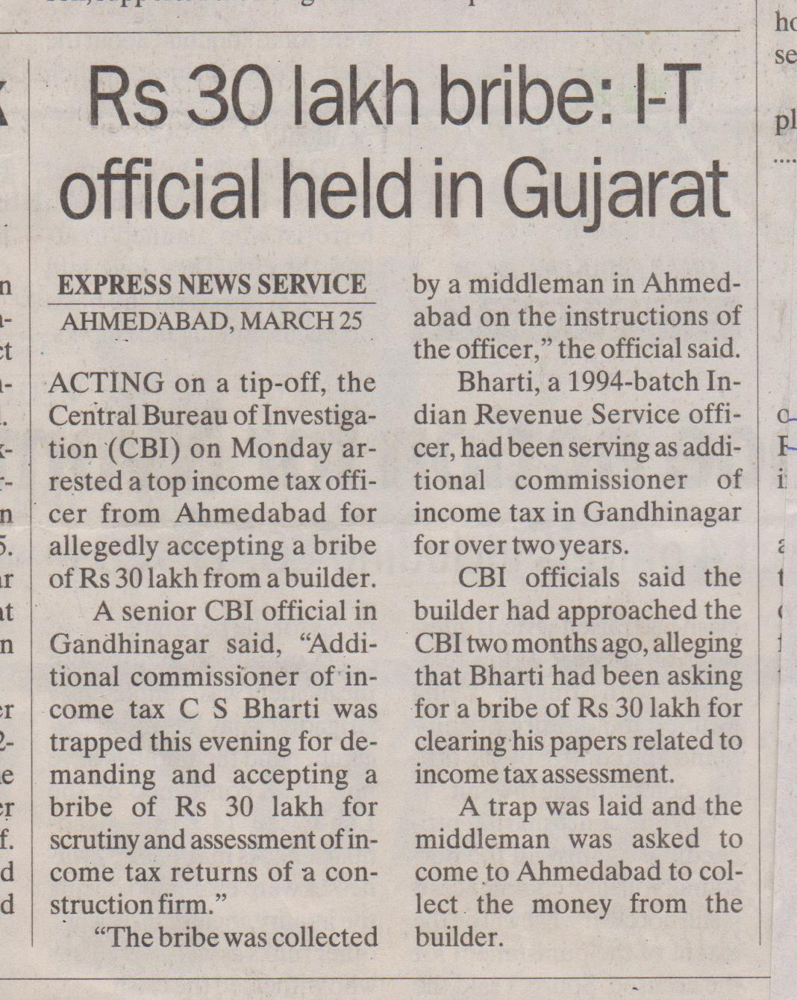 Rs 30 lakh bribe: I-T
official held in Gujarat
EXPRESS NEWS SERVICE
AHMEDABAD, MARCH 25
ACTING on a tip-off, the
Central Bureau of Investiga-
tion (CBI) on Monday ar-
rested a top income tax offi-
cer from Ahmedabad for
allegedly accepting a bribe
of Rs 30 lakh from a builder.
A senior CBI official in
Gandhinagar said, “Addi-
tional commissioner of in-
come tax C S Bharti was
trapped this evening for de-
manding and accepting a
bribe of Rs 30 lakh for
scrutiny and assessment of in-
come tax returns of a con-
struction firm.”
“The bribe was collected
by a middleman in Ahmed-
abad on the instructions of
the officer,” the official said.
Bharti, a 1994-batch In-
dian Revenue Service offi-
cer, had been serving as addi-
tional commissioner of
income tax in Gandhinagar
for over two years.
CBI officials said the
builder had approached the
CBI two months ago, alleging
that Bharti had been asking
for a bribe of Rs 30 lakh for
clearing his papers related to
income tax assessment.
A trap was laid and the
middleman was asked to
come to Ahmedabad to col-
lect the money from the
builder.